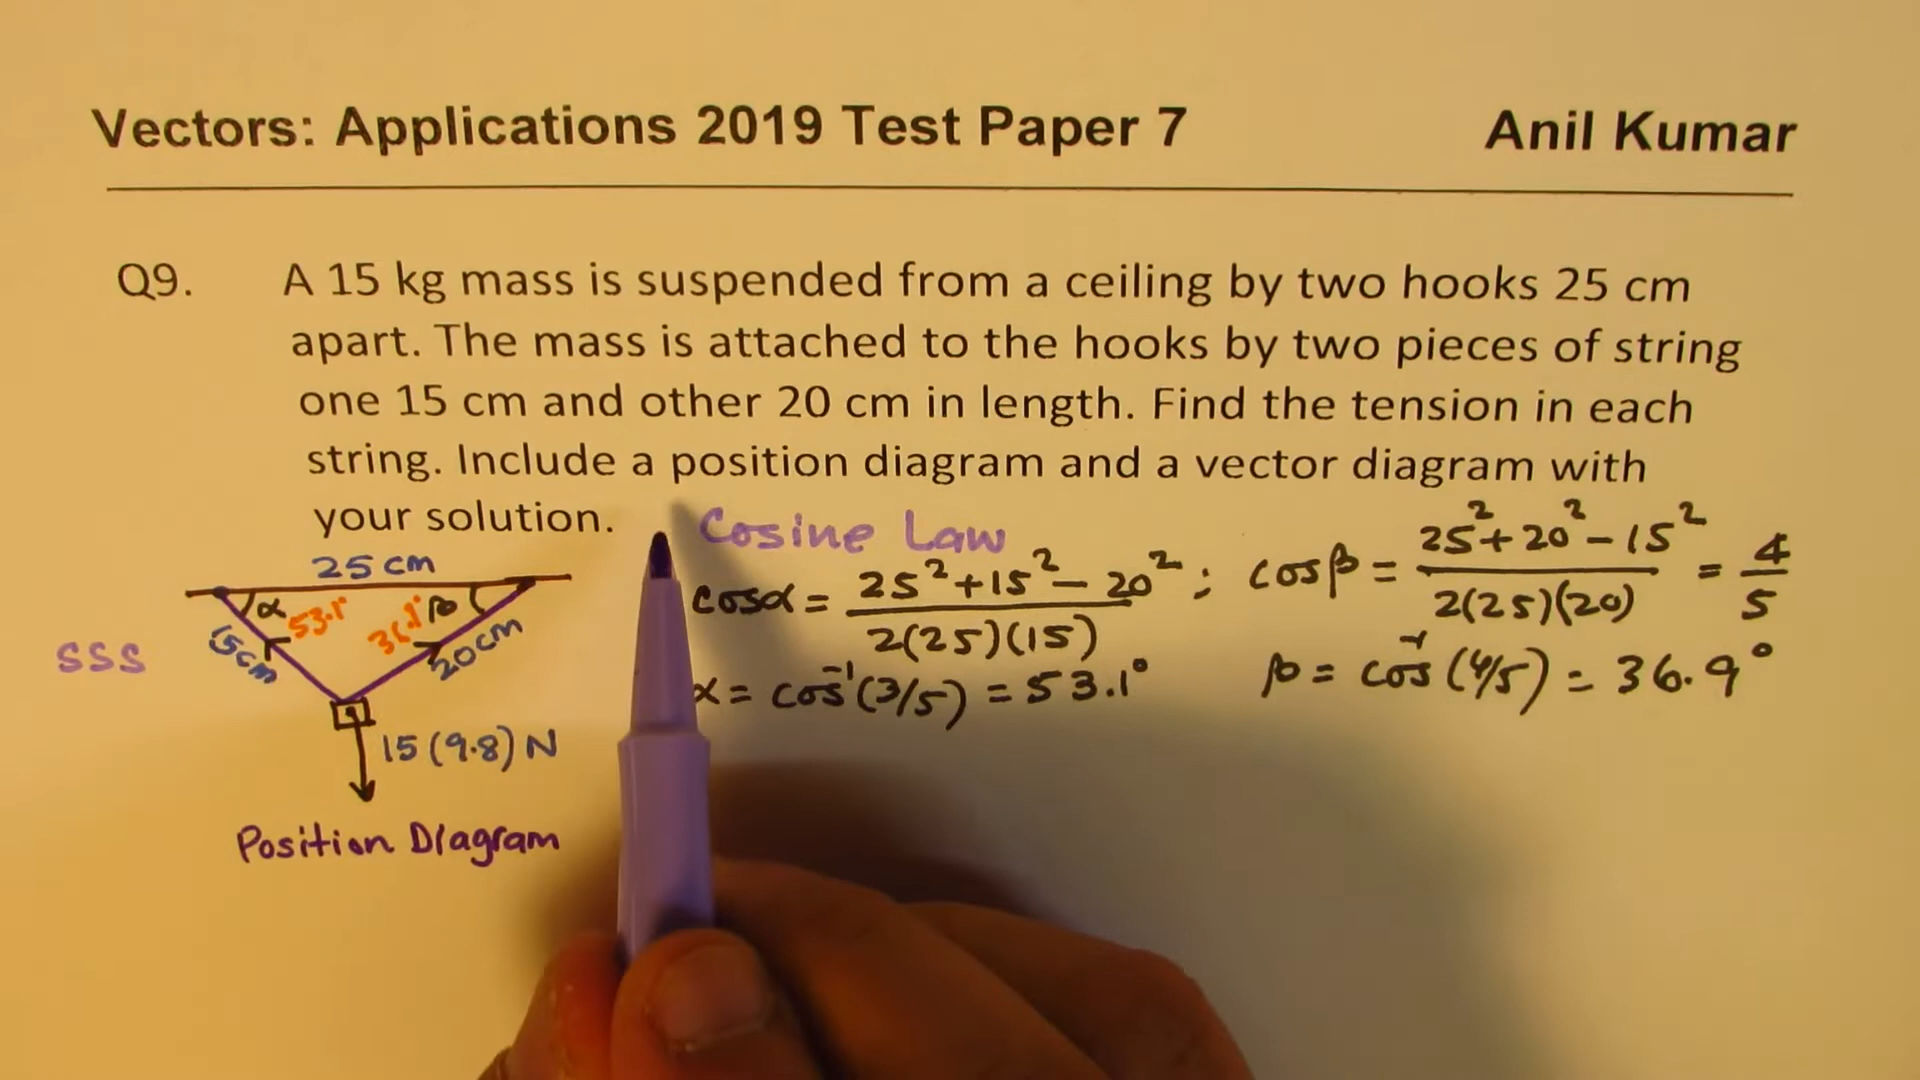 Vectors: Applications 2019 Test Paper 7 Anil Kumar
Q9. A 15 kg mass is suspended from a ceiling by two hooks 25 cm
apart. The mass is attached to the hooks by two pieces of string
one 15 cm and other 20 cm in length. Find the tension in each
string. Include a position diagram and a vector diagram with
your solution.
Cosine Law
25 cm
α 53.1°
β
15cm
20cm
SSS
15(9.8) N
Position Diagram
cosα = 25² + 15² − 20² / 2(25)(15) ;
α = cos⁻¹(3/5) = 53.1°
cosβ = 25² + 20² − 15² / 2(25)(20) = 4/5
β = cos⁻¹(4/5) = 36.9°